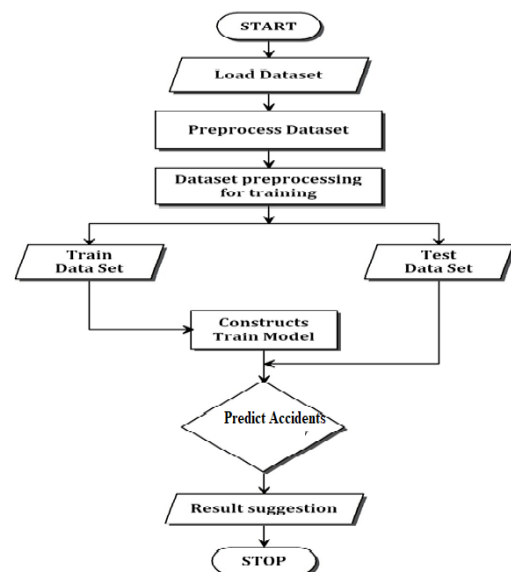 START
Load Dataset
Preprocess Dataset
Dataset preprocessing
for training
Train
Data Set
Test
Data Set
Constructs
Train Model
Predict Accidents
Result suggestion
STOP